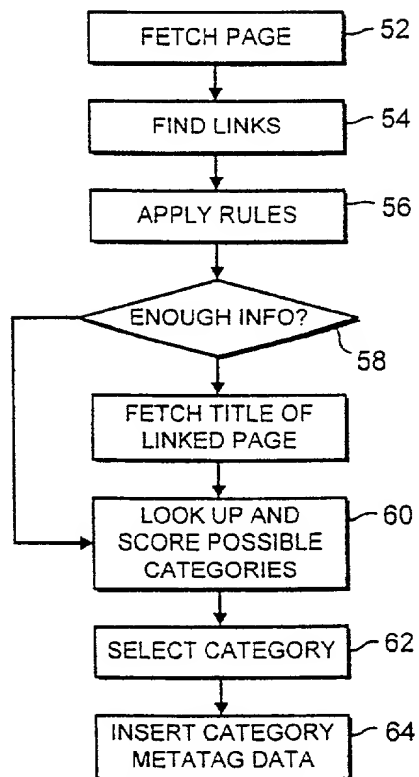 FETCH PAGE
52
FIND LINKS
54
APPLY RULES
56
ENOUGH INFO?
58
FETCH TITLE OF
LINKED PAGE
LOOK UP AND
SCORE POSSIBLE
CATEGORIES
60
SELECT CATEGORY
62
INSERT CATEGORY
METATAG DATA
64